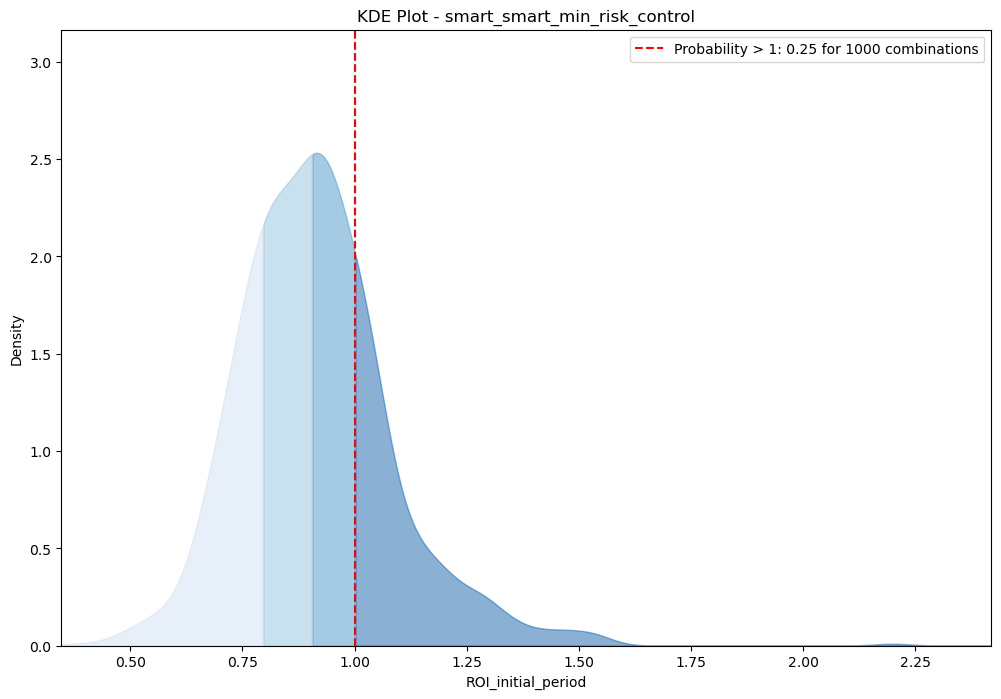 KDE Plot - smart_smart_min_risk_control
Probability > 1: 0.25 for 1000 combinations
3.0
2.5
2.0
1.5
1.0
0.5
0.0
Density
0.50 0.75 1.00 1.25 1.50 1.75 2.00 2.25
ROI_initial_period